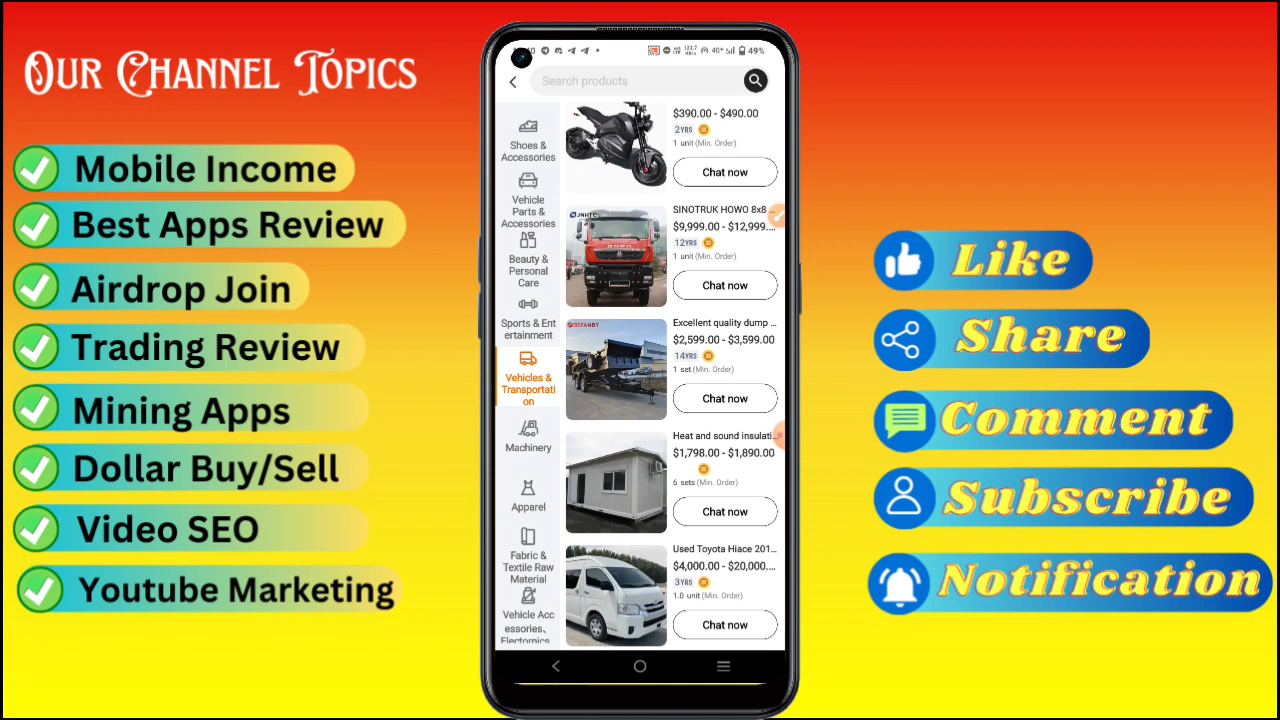 Our Channel Topics
Mobile Income
Best Apps Review
Airdrop Join
Trading Review
Mining Apps
Dollar Buy/Sell
Video SEO
Youtube Marketing
4G+
49%
Search products
Shoes &
Accessories
Vehicle
Parts &
Accessories
Beauty &
Personal
Care
Sports & Ent
ertainment
Vehicles &
Transportati
on
Machinery
Apparel
Fabric &
Textile Raw
Material
Vehicle Acc
essories、
Electornics
$390.00 - $490.00
2YRS
1 unit (Min. Order)
Chat now
SINOTRUK HOWO 8x8 ...
$9,999.00 - $12,999....
12YRS
1 unit (Min. Order)
Chat now
Excellent quality dump ...
$2,599.00 - $3,599.00
14YRS
1 set (Min. Order)
Chat now
Heat and sound insulati...
$1,798.00 - $1,890.00
6 sets (Min. Order)
Chat now
Used Toyota Hiace 201...
$4,000.00 - $20,000....
3YRS
1.0 unit (Min. Order)
Chat now
Like
Share
Comment
Subscribe
Notification